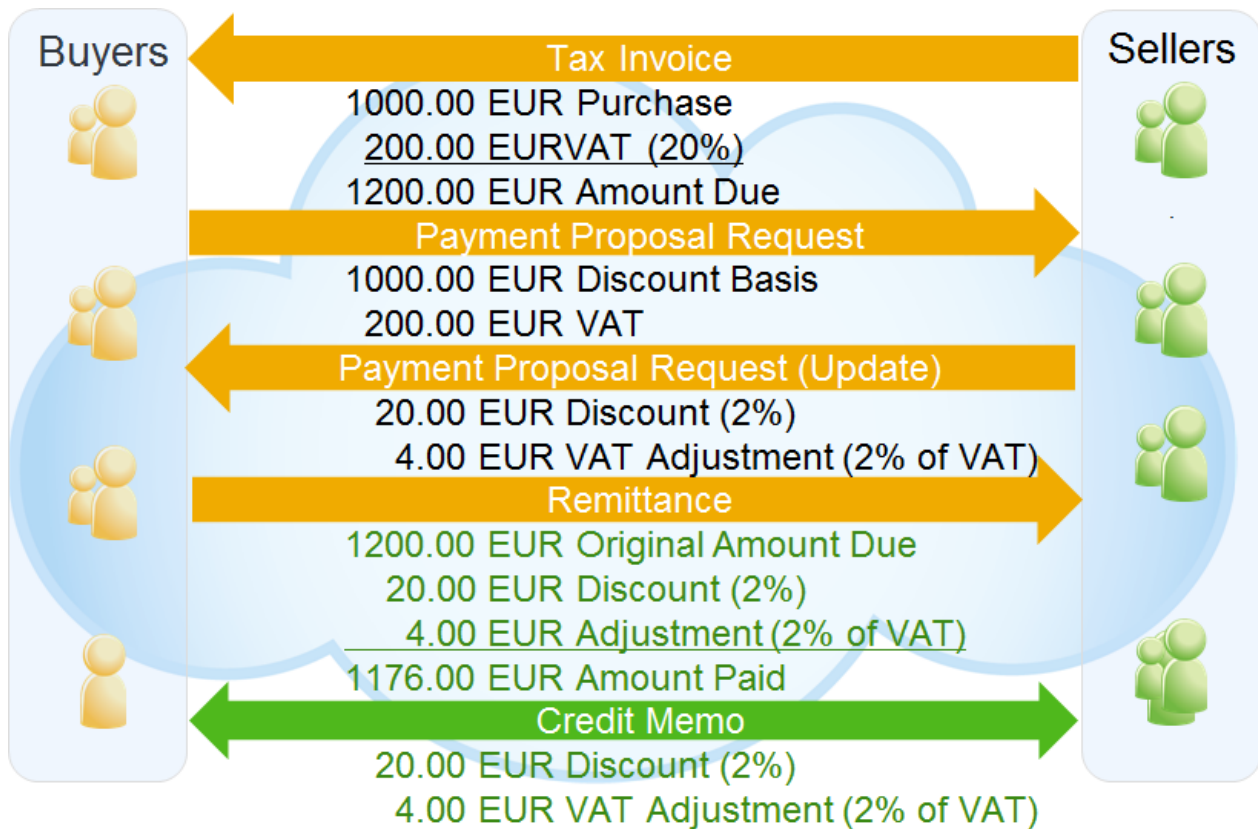 Buyers
Sellers
Tax Invoice
1000.00 EUR Purchase
200.00 EURVAT (20%)
1200.00 EUR Amount Due
Payment Proposal Request
1000.00 EUR Discount Basis
200.00 EUR VAT
Payment Proposal Request (Update)
20.00 EUR Discount (2%)
4.00 EUR VAT Adjustment (2% of VAT)
Remittance
1200.00 EUR Original Amount Due
20.00 EUR Discount (2%)
4.00 EUR Adjustment (2% of VAT)
1176.00 EUR Amount Paid
Credit Memo
20.00 EUR Discount (2%)
4.00 EUR VAT Adjustment (2% of VAT)